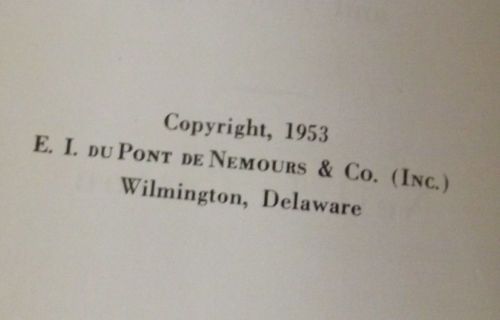 Copyright, 1953
E. I. DU PONT DE NEMOURS & CO. (INC.)
Wilmington, Delaware